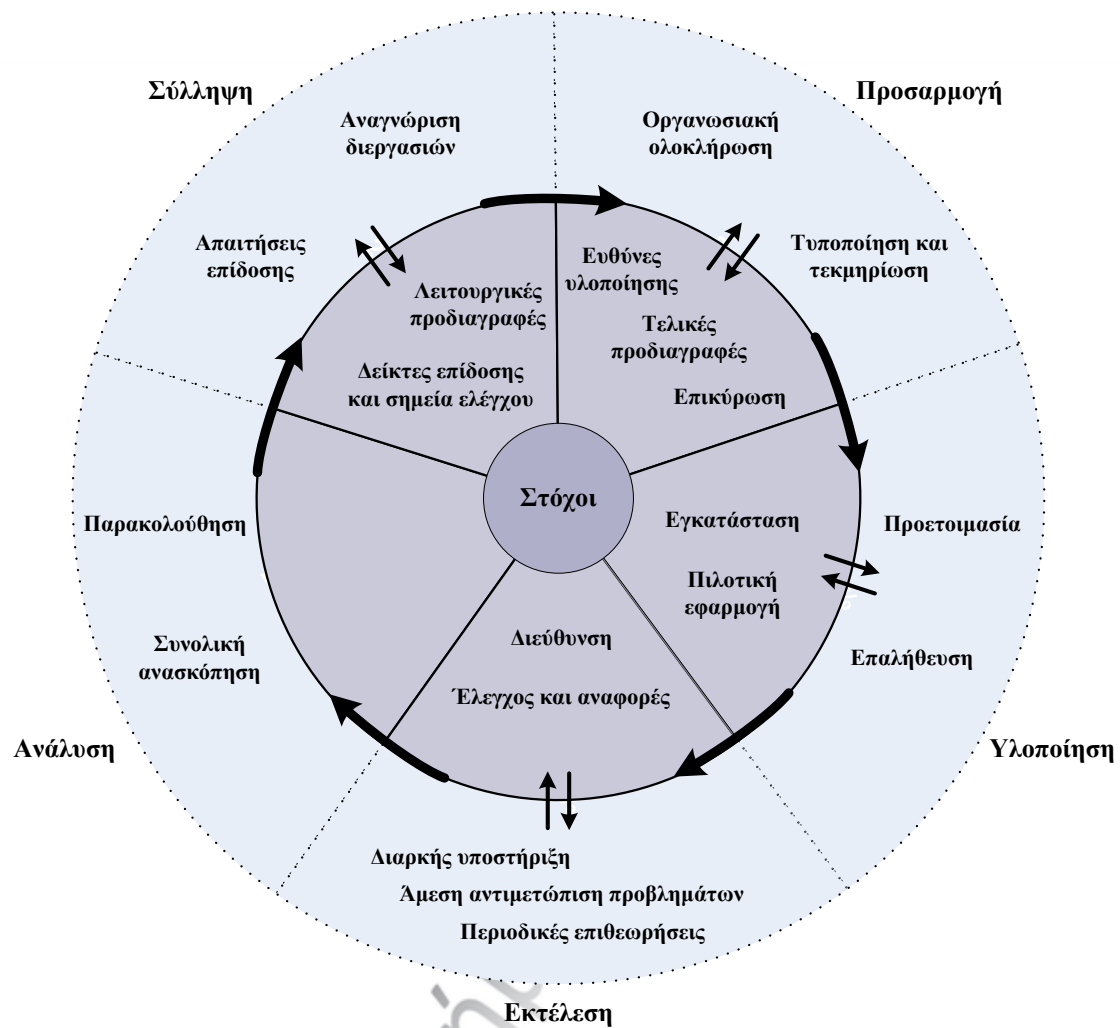 Σύλληψη
Προσαρμογή
Αναγνώριση
διεργασιών
Οργανωσιακή
ολοκλήρωση
Απαιτήσεις
επίδοσης
Τυποποίηση και
τεκμηρίωση
Ευθύνες
υλοποίησης
Λειτουργικές
προδιαγραφές
Τελικές
προδιαγραφές
Δείκτες επίδοσης
και σημεία ελέγχου
Επικύρωση
Στόχοι
Παρακολούθηση
Εγκατάσταση
Προετοιμασία
Πιλοτική
εφαρμογή
Συνολική
ανασκόπηση
Διεύθυνση
Επαλήθευση
Έλεγχος και αναφορές
Ανάλυση
Υλοποίηση
Διαρκής υποστήριξη
Άμεση αντιμετώπιση προβλημάτων
Περιοδικές επιθεωρήσεις
Εκτέλεση